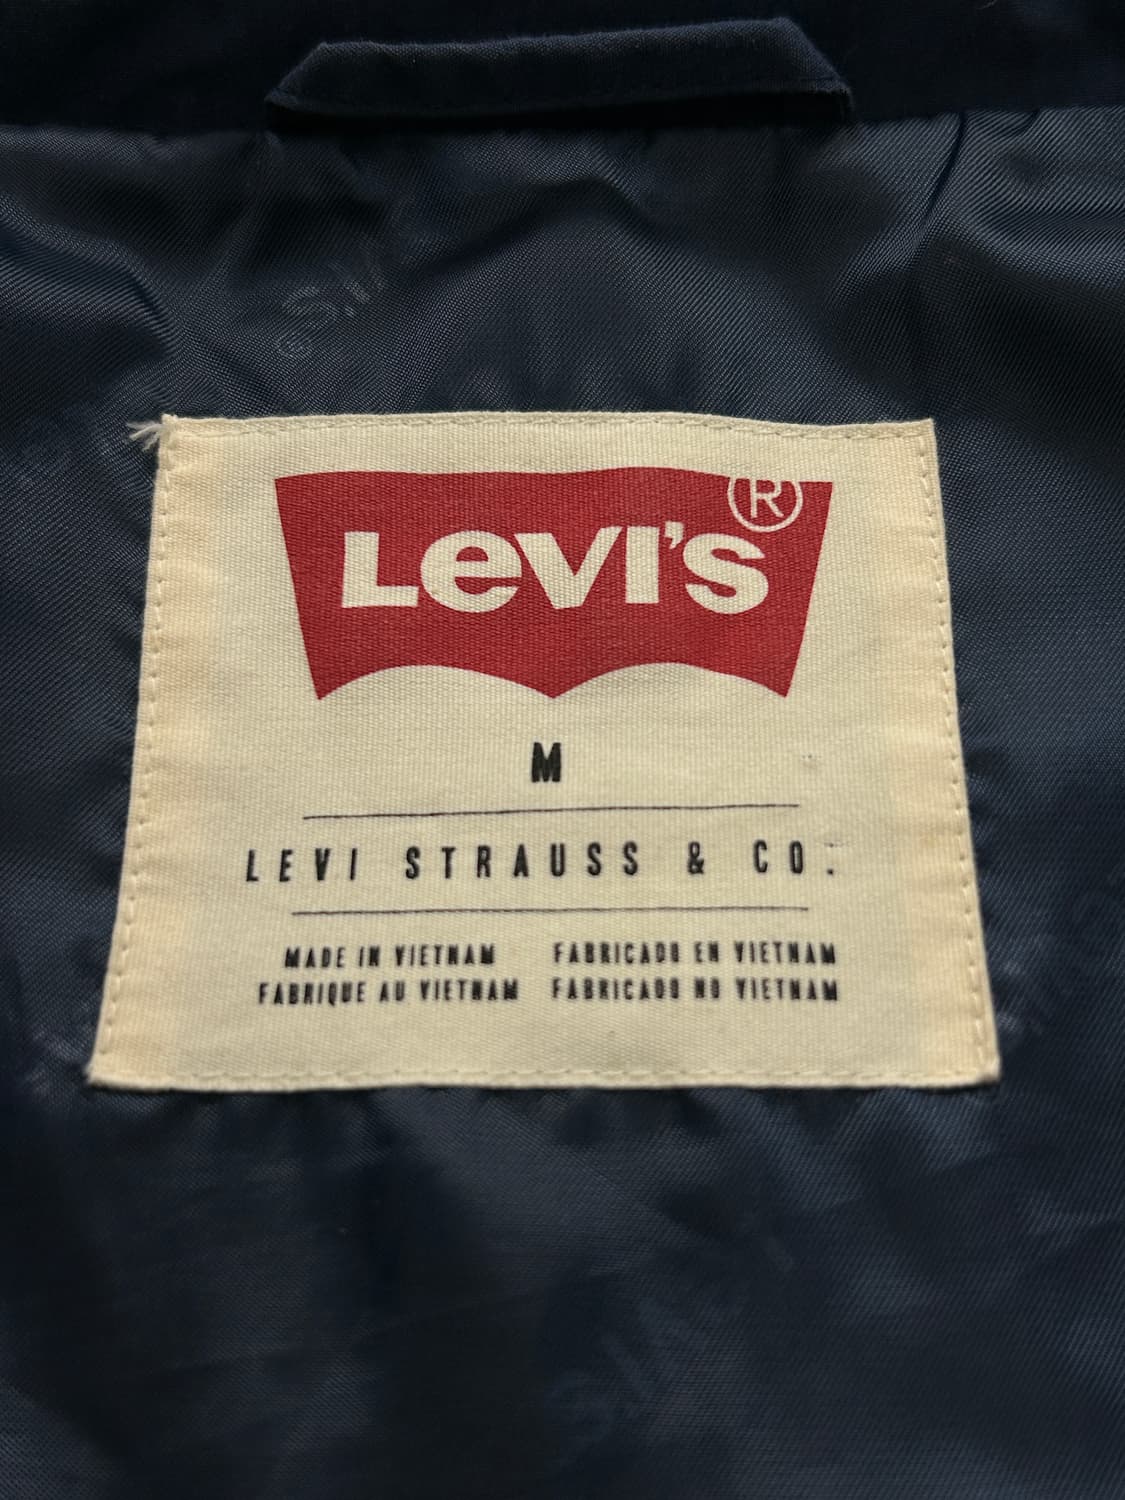 LEVI'S®
M
LEVI STRAUSS & CO.
MADE IN VIETNAM FABRICADO EN VIETNAM
FABRIQUE AU VIETNAM FABRICADO NO VIETNAM